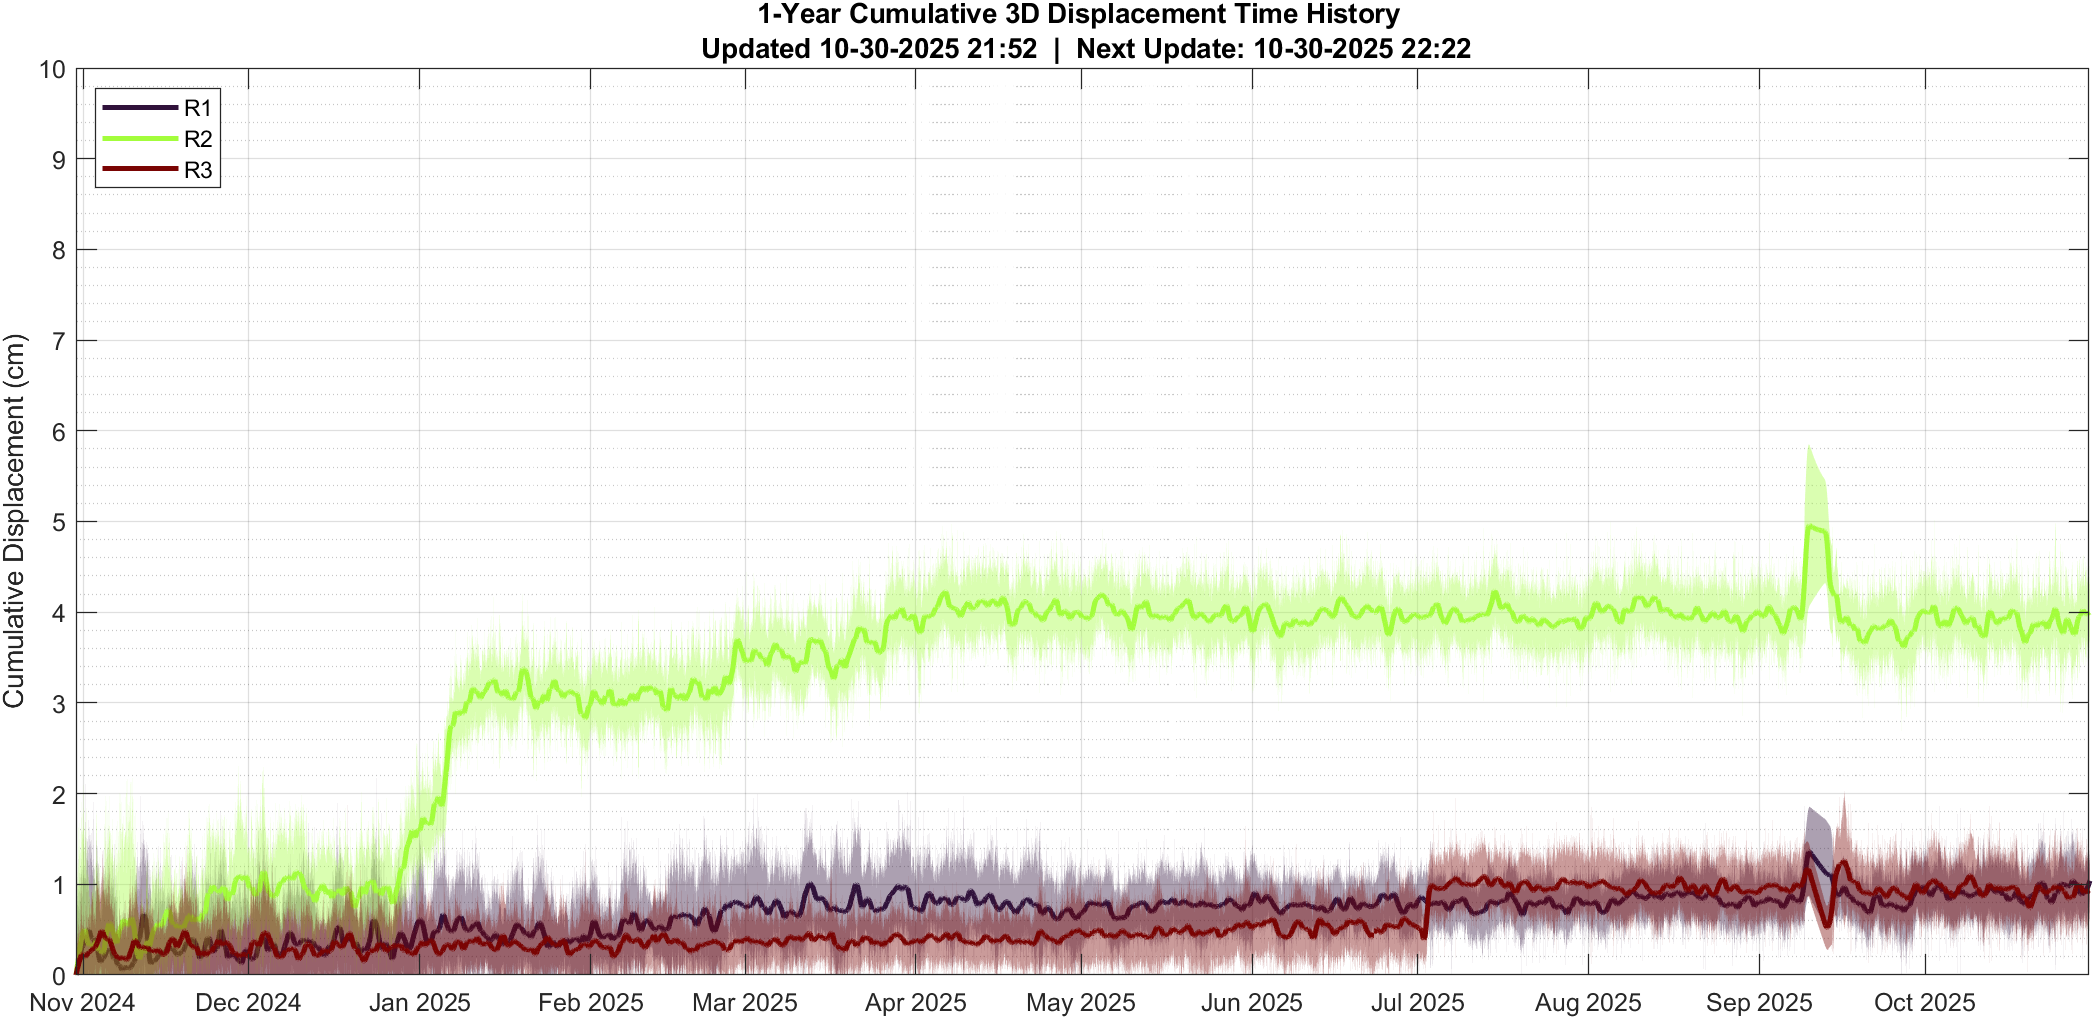 1-Year Cumulative 3D Displacement Time History
Updated 10-30-2025 21:52 | Next Update: 10-30-2025 22:22
10
9
8
7
6
5
4
3
2
1
0
Cumulative Displacement (cm)
R1
R2
R3
Nov 2024 Dec 2024 Jan 2025 Feb 2025 Mar 2025 Apr 2025 May 2025 Jun 2025 Jul 2025 Aug 2025 Sep 2025 Oct 2025